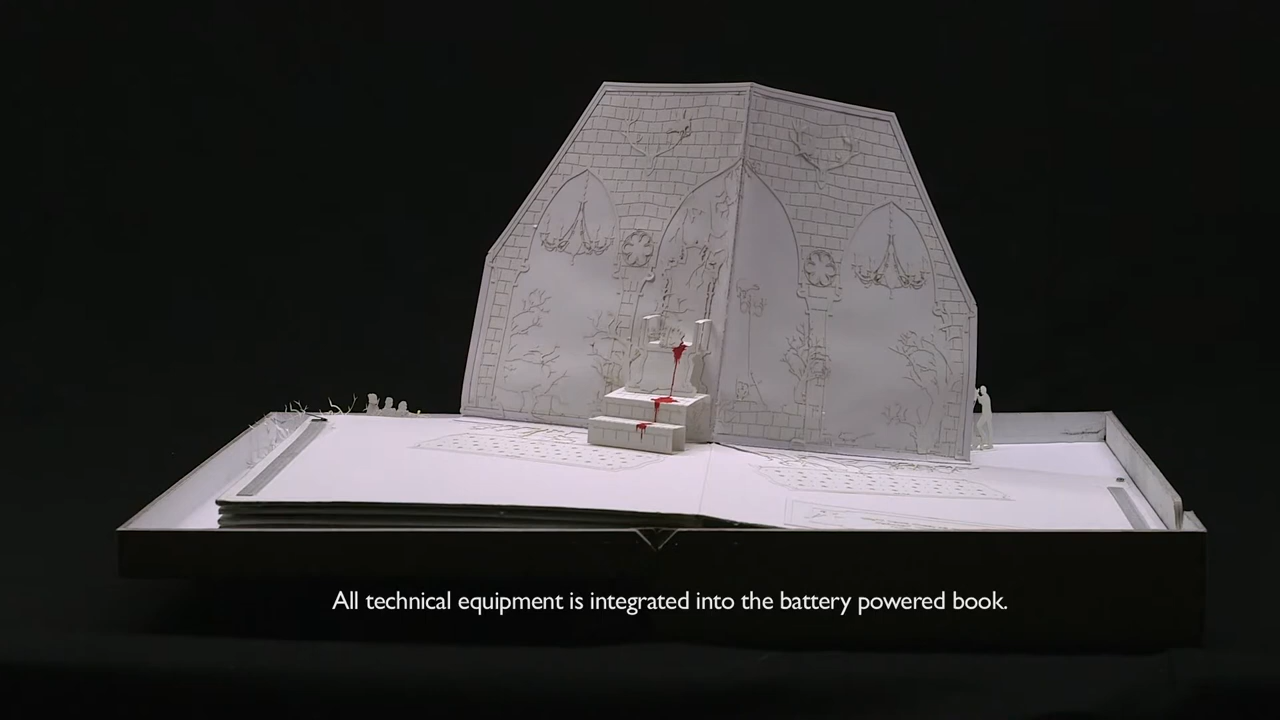 All technical equipment is integrated into the battery powered book.